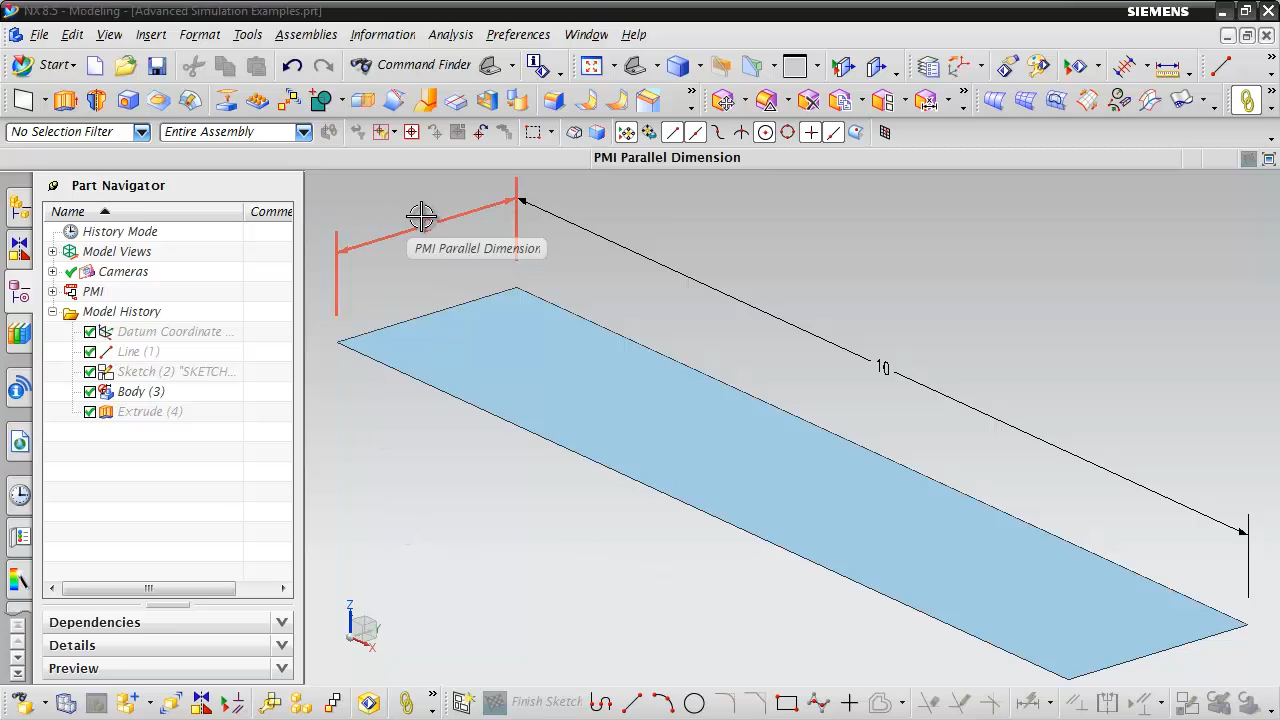 NX 8.5 - Modeling - [Advanced Simulation Examples.prt]
SIEMENS
File Edit View Insert Format Tools Assemblies Information Analysis Preferences Window Help
Start Command Finder
No Selection Filter Entire Assembly
PMI Parallel Dimension
Part Navigator
Name Comme
History Mode
Model Views
Cameras
PMI
Model History
Datum Coordinate ...
Line (1)
Sketch (2) "SKETCH...
Body (3)
Extrude (4)
Dependencies
Details
Preview
PMI Parallel Dimension
10
Z
Y
X
Finish Sketch